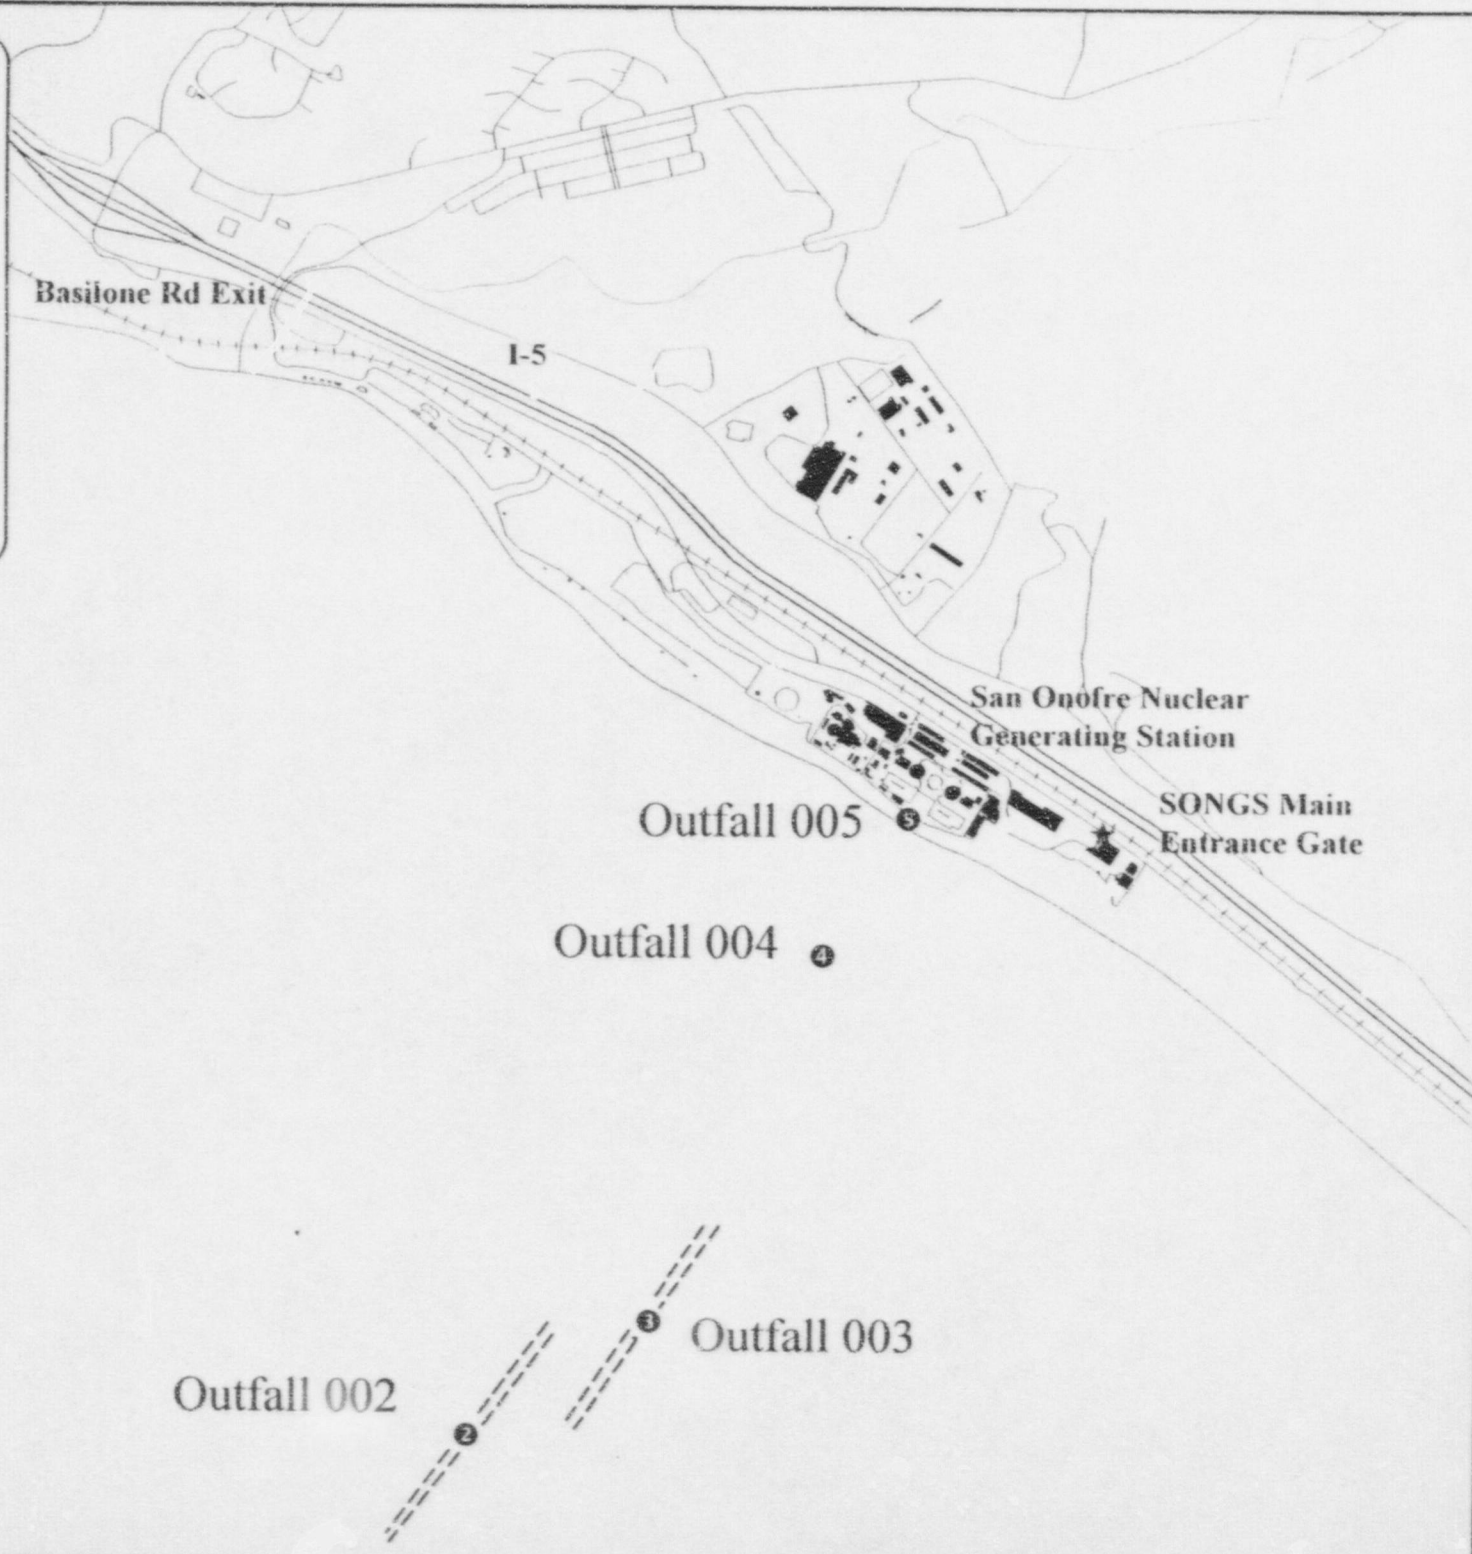 Basilone Rd Exit
I-5
San Onofre Nuclear
Generating Station
SONGS Main
Entrance Gate
Outfall 005
5
Outfall 004
4
3
Outfall 003
Outfall 002
2